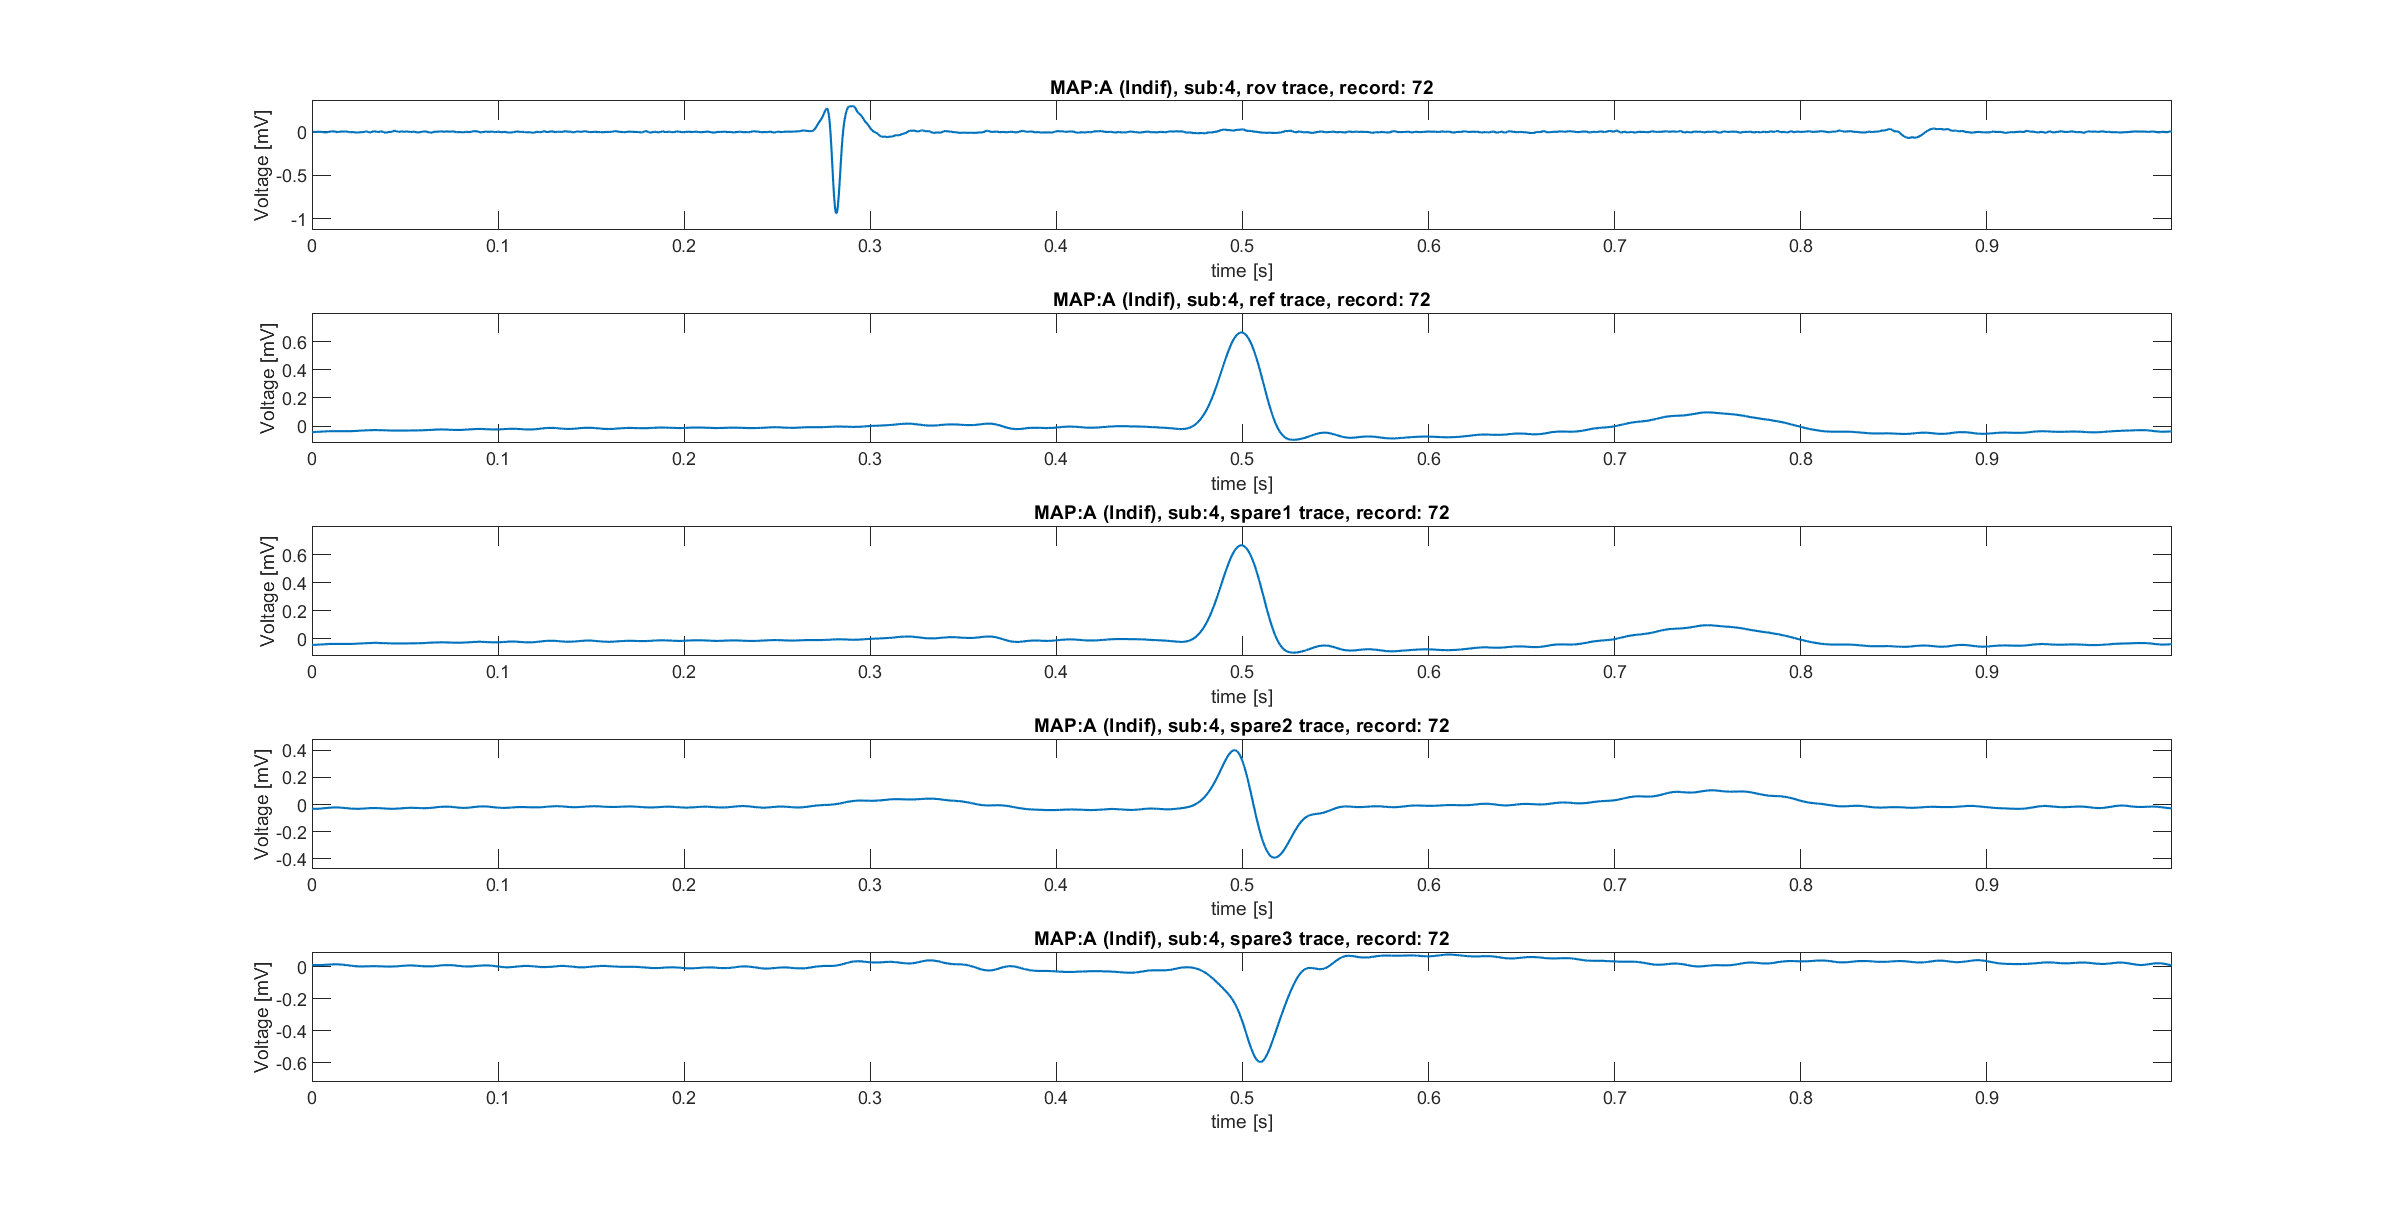 MAP:A (Indif), sub:4, rov trace, record: 72
Voltage [mV]
0
-0.5
-1
0 0.1 0.2 0.3 0.4 0.5 0.6 0.7 0.8 0.9
time [s]
MAP:A (Indif), sub:4, ref trace, record: 72
Voltage [mV]
0.6
0.4
0.2
0
0 0.1 0.2 0.3 0.4 0.5 0.6 0.7 0.8 0.9
time [s]
MAP:A (Indif), sub:4, spare1 trace, record: 72
Voltage [mV]
0.6
0.4
0.2
0
0 0.1 0.2 0.3 0.4 0.5 0.6 0.7 0.8 0.9
time [s]
MAP:A (Indif), sub:4, spare2 trace, record: 72
Voltage [mV]
0.4
0.2
0
-0.2
-0.4
0 0.1 0.2 0.3 0.4 0.5 0.6 0.7 0.8 0.9
time [s]
MAP:A (Indif), sub:4, spare3 trace, record: 72
Voltage [mV]
0
-0.2
-0.4
-0.6
0 0.1 0.2 0.3 0.4 0.5 0.6 0.7 0.8 0.9
time [s]